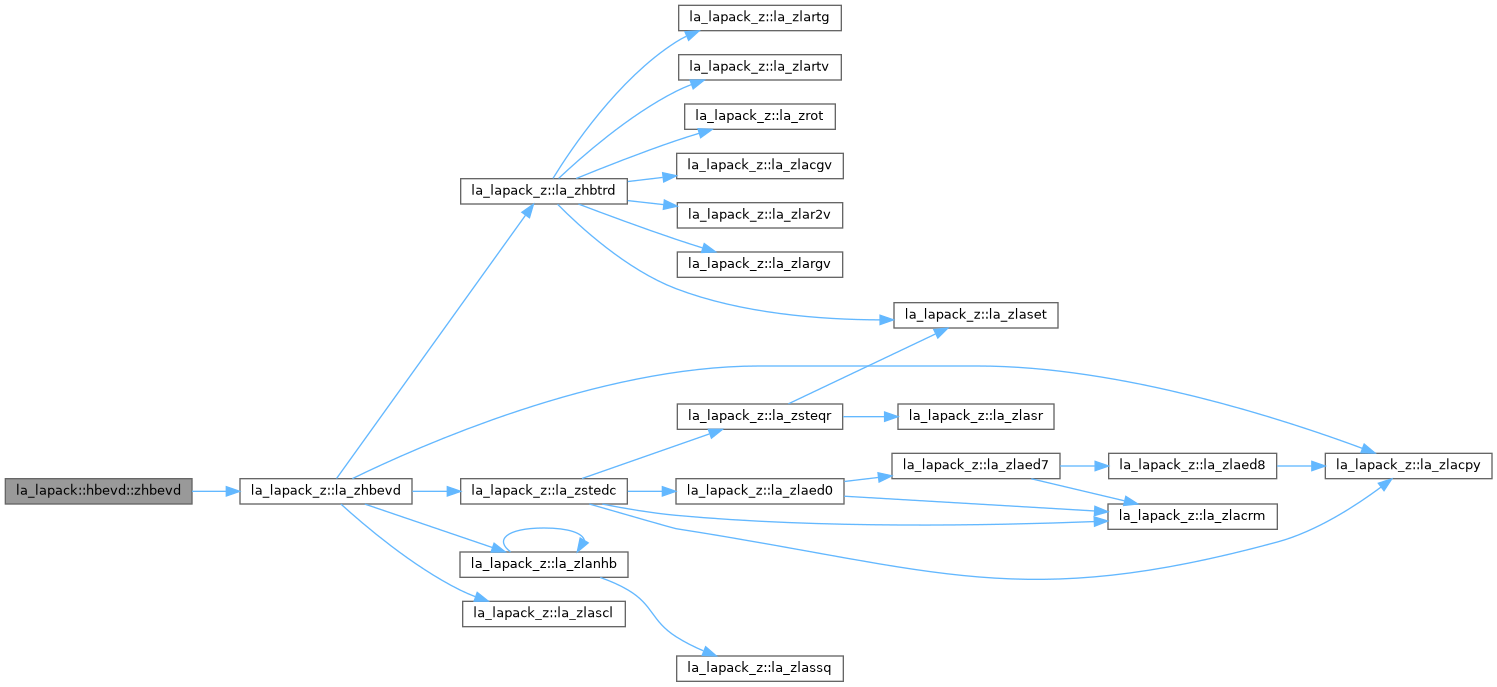 la_lapack_z::la_zlartg
la_lapack_z::la_zlartv
la_lapack_z::la_zrot
la_lapack_z::la_zlacgv
la_lapack_z::la_zhbtrd
la_lapack_z::la_zlar2v
la_lapack_z::la_zlargv
la_lapack_z::la_zlaset
la_lapack_z::la_zsteqr
la_lapack_z::la_zlasr
la_lapack_z::la_zlaed7
la_lapack_z::la_zlaed8
la_lapack_z::la_zlacpy
la_lapack::hbevd::zhbevd
la_lapack_z::la_zhbevd
la_lapack_z::la_zstedc
la_lapack_z::la_zlaed0
la_lapack_z::la_zlacrm
la_lapack_z::la_zlanhb
la_lapack_z::la_zlascl
la_lapack_z::la_zlassq